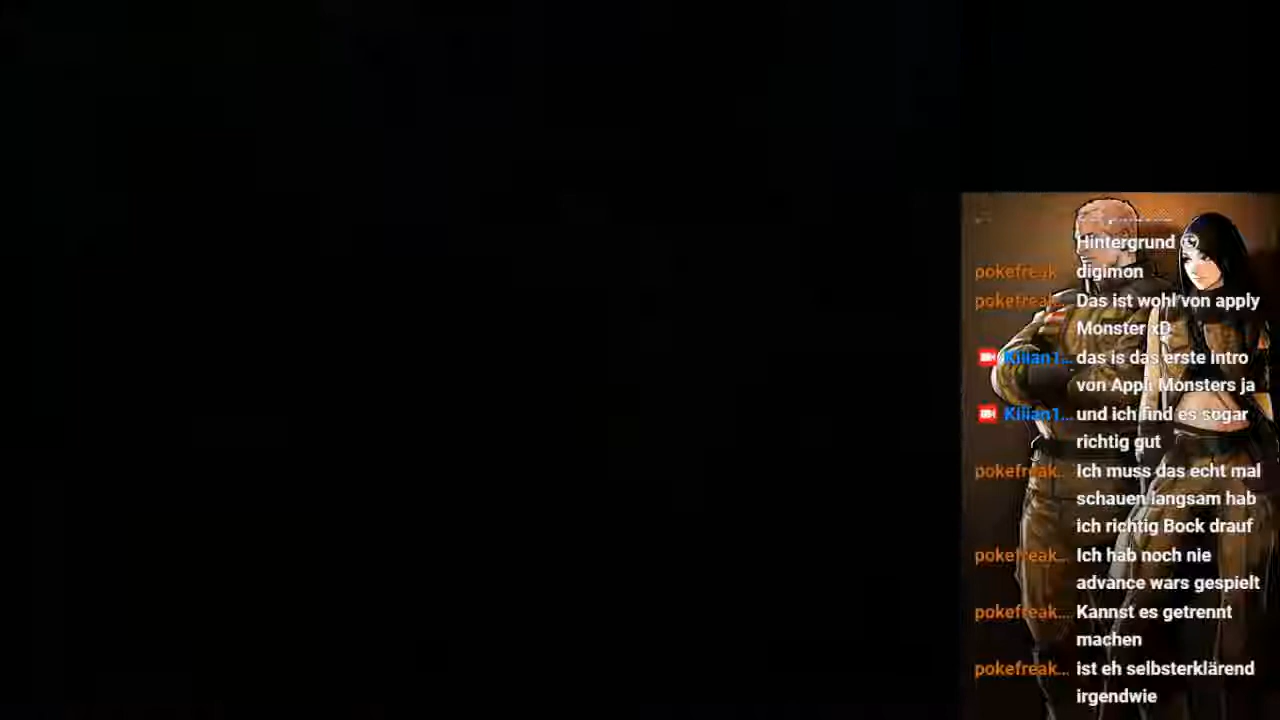 Hintergrund
pokefreak digimon
pokefreak... Das ist wohl von apply
Monster xD
Kilian1... das is das erste intro
von Appli Monsters ja
Kilian1... und ich find es sogar
richtig gut
pokefreak... Ich muss das echt mal
schauen langsam hab
ich richtig Bock drauf
pokefreak... Ich hab noch nie
advance wars gespielt
pokefreak... Kannst es getrennt
machen
pokefreak... ist eh selbsterklärend
irgendwie